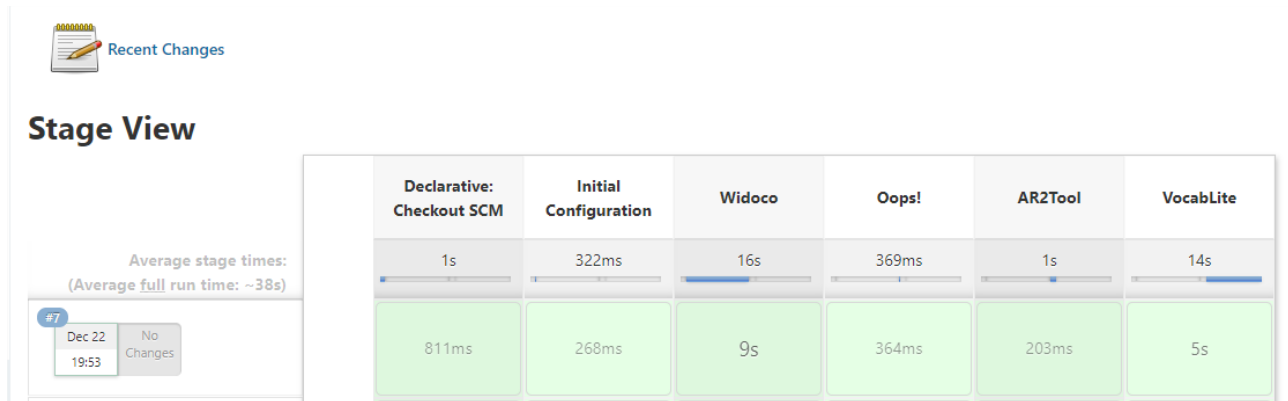 Recent Changes
Stage View
Declarative: Checkout SCM
Initial Configuration
Widoco
Oops!
AR2Tool
VocabLite
Average stage times:
(Average full run time: ~38s)
1s
322ms
16s
369ms
1s
14s
#7
Dec 22
19:53
No Changes
811ms
268ms
9s
364ms
203ms
5s